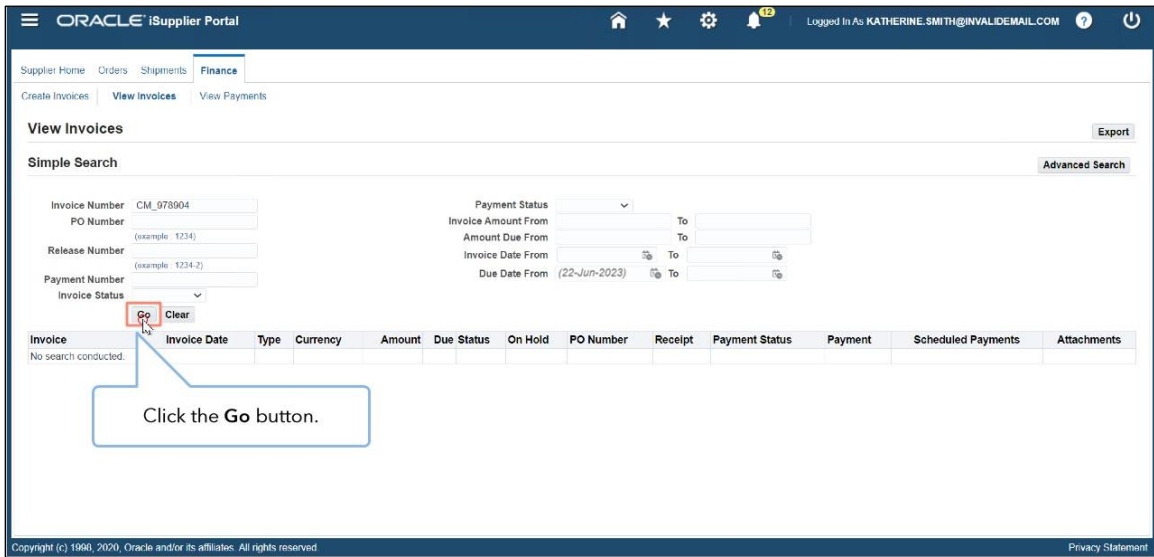 ORACLE iSupplier Portal 12 Logged In As KATHERINE.SMITH@INVALIDEMAIL.COM ?
Supplier Home Orders Shipments Finance
Create Invoices View Invoices View Payments
View Invoices Export
Simple Search Advanced Search
Invoice Number CM_978904 Payment Status
PO Number Invoice Amount From To
(example : 1234) Amount Due From To
Release Number Invoice Date From To
(example : 1234-2)
Due Date From (22-Jun-2023) To
Payment Number
Invoice Status
Go Clear
Invoice Invoice Date Type Currency Amount Due Status On Hold PO Number Receipt Payment Status Payment Scheduled Payments Attachments
No search conducted.
Click the Go button.
Copyright (c) 1998, 2020, Oracle and/or its affiliates. All rights reserved. Privacy Statement